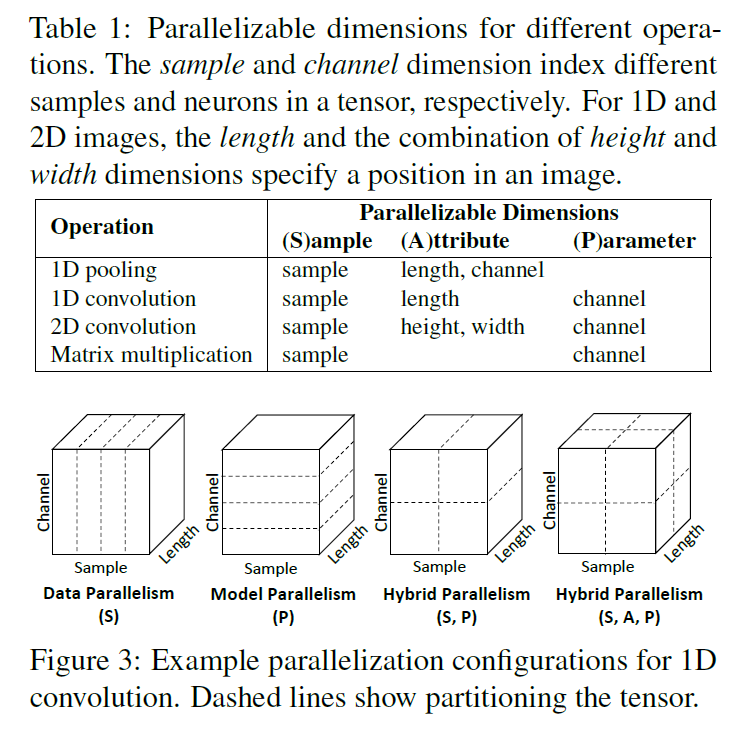 Table 1: Parallelizable dimensions for different opera-
tions. The sample and channel dimension index different
samples and neurons in a tensor, respectively. For 1D and
2D images, the length and the combination of height and
width dimensions specify a position in an image.
Operation
Parallelizable Dimensions
(S)ample (A)ttribute (P)arameter
1D pooling sample length, channel
1D convolution sample length channel
2D convolution sample height, width channel
Matrix multiplication sample channel
Channel Channel Channel Channel
Length Length Length Length
Sample Sample Sample Sample
Data Parallelism Model Parallelism Hybrid Parallelism Hybrid Parallelism
(S) (P) (S, P) (S, A, P)
Figure 3: Example parallelization configurations for 1D
convolution. Dashed lines show partitioning the tensor.